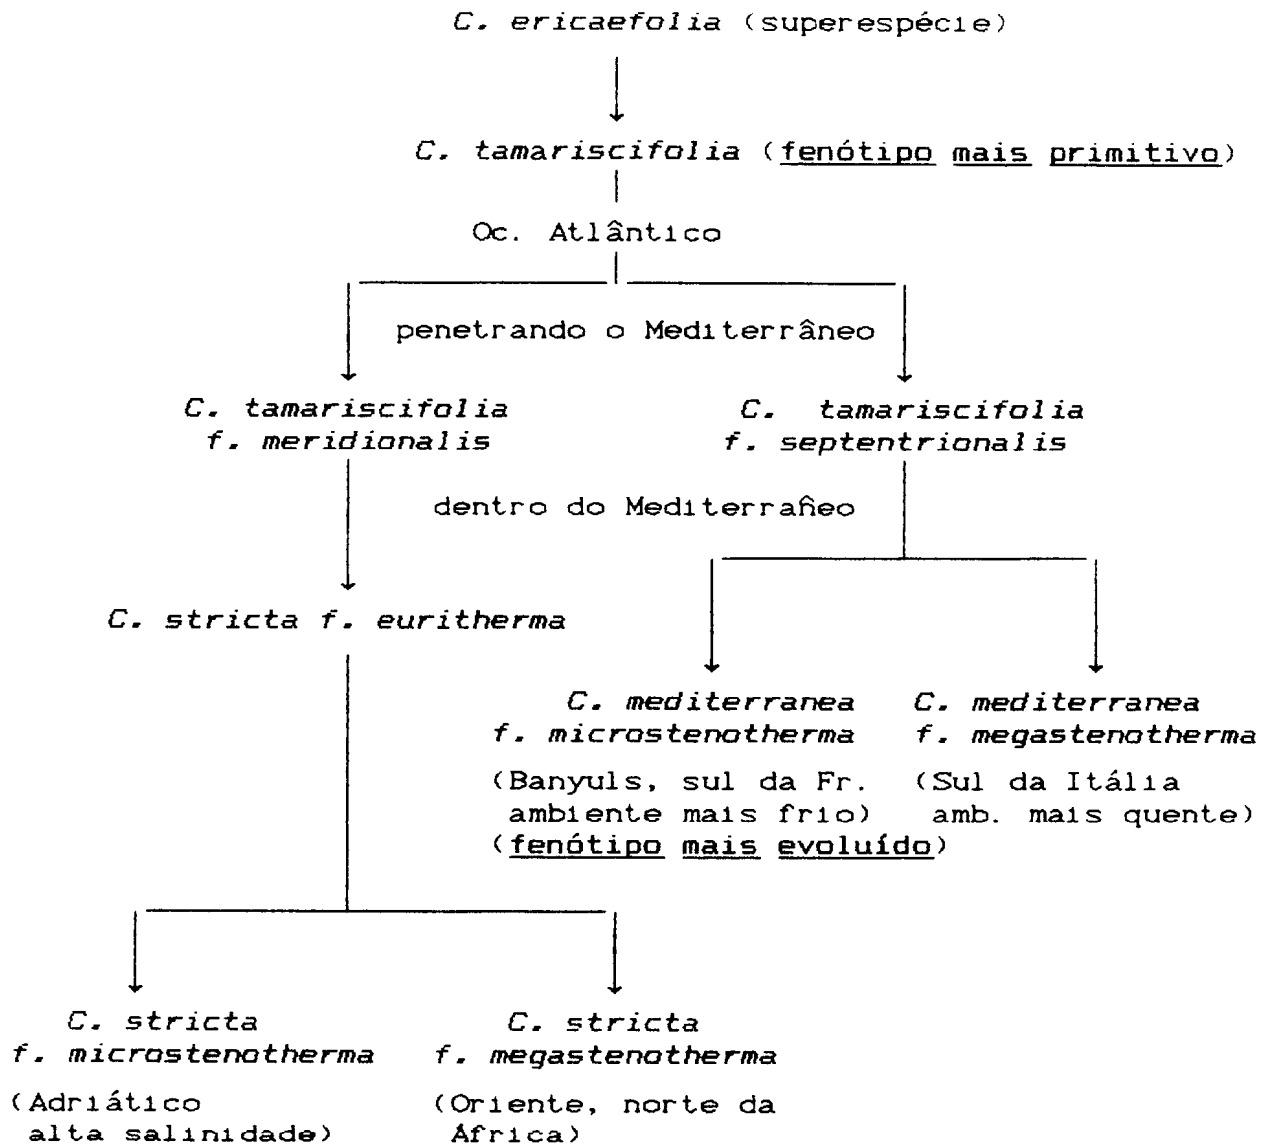 C. ericaefolia (superespécie)
C. tamariscifolia (fenótipo mais primitivo)
Oc. Atlântico
penetrando o Mediterrâneo
C. tamariscifolia
f. meridionalis
C. tamariscifolia
f. septentrionalis
dentro do Mediterrañeo
C. stricta f. euritherma
C. mediterranea
f. microstenotherma
(Banyuls, sul da Fr.
ambiente mais frio)
(fenótipo mais evoluído)
C. mediterranea
f. megastenotherma
(Sul da Itália
amb. mais quente)
C. stricta
f. microstenotherma
(Adriático
alta salinidade)
C. stricta
f. megastenotherma
(Oriente, norte da
África)